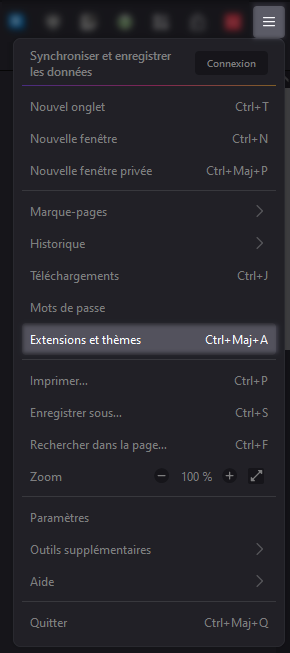 Synchroniser et enregistrer
les données
Connexion
Nouvel onglet Ctrl+T
Nouvelle fenêtre Ctrl+N
Nouvelle fenêtre privée Ctrl+Maj+P
Marque-pages
Historique
Téléchargements Ctrl+J
Mots de passe
Extensions et thèmes Ctrl+Maj+A
Imprimer... Ctrl+P
Enregistrer sous... Ctrl+S
Rechercher dans la page... Ctrl+F
Zoom − 100 % +
Paramètres
Outils supplémentaires
Aide
Quitter Ctrl+Maj+Q